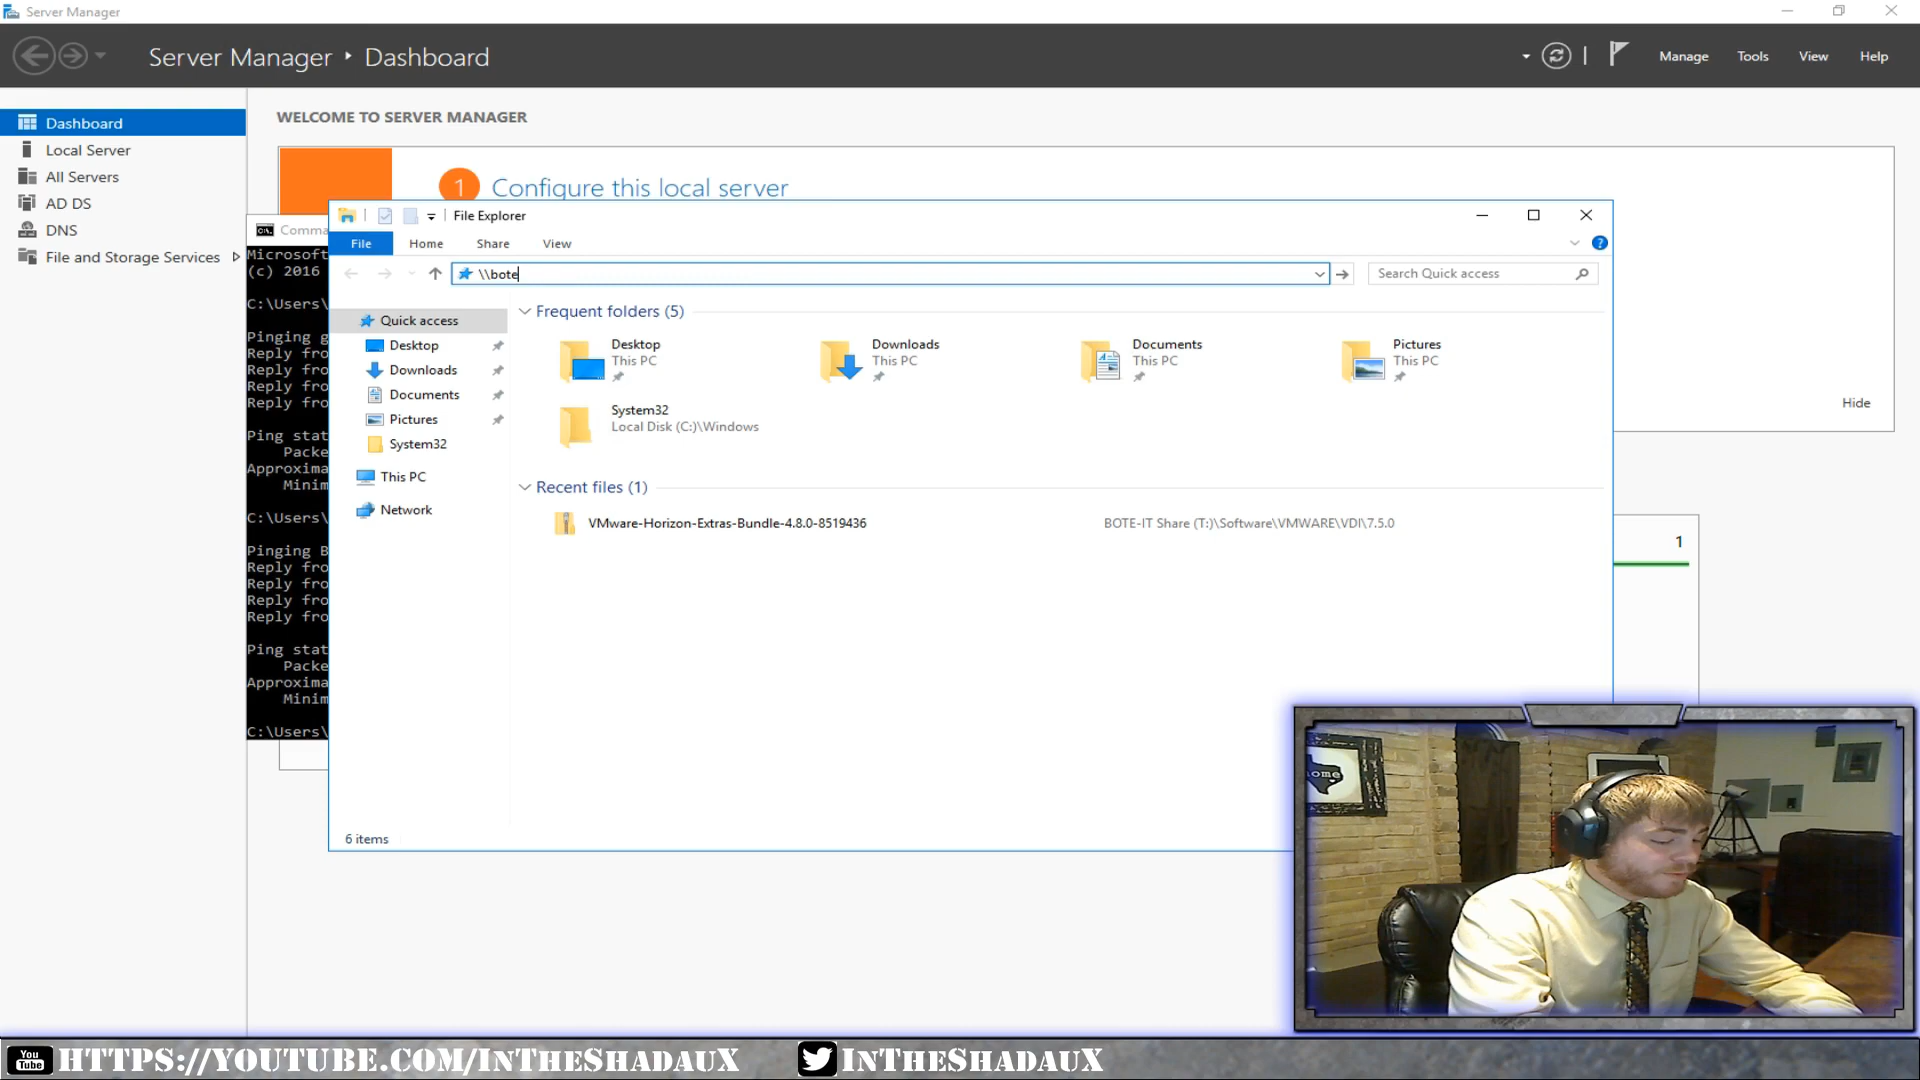 Server Manager
Server Manager ‣ Dashboard
Manage Tools View Help
Dashboard
Local Server
All Servers
AD DS
DNS
File and Storage Services
WELCOME TO SERVER MANAGER
1 Configure this local server
Hide
1
Comma
Microsoft
(c) 2016
C:\Users\
Pinging g
Reply fro
Reply fro
Reply fro
Reply fro
Ping stat
Packe
Approxima
Minim
C:\Users\
Pinging B
Reply fro
Reply fro
Reply fro
Reply fro
Ping stat
Packe
Approxima
Minim
C:\Users\
File Explorer
File Home Share View
\\bote
Search Quick access
Quick access
Desktop
Downloads
Documents
Pictures
System32
This PC
Network
Frequent folders (5)
Desktop
This PC
Downloads
This PC
Documents
This PC
Pictures
This PC
System32
Local Disk (C:)\Windows
Recent files (1)
VMware-Horizon-Extras-Bundle-4.8.0-8519436 BOTE-IT Share (T:)\Software\VMWARE\VDI\7.5.0
6 items
ome
You Tube HTTPS://YOUTUBE.COM/INTHESHADAUX INTHESHADAUX